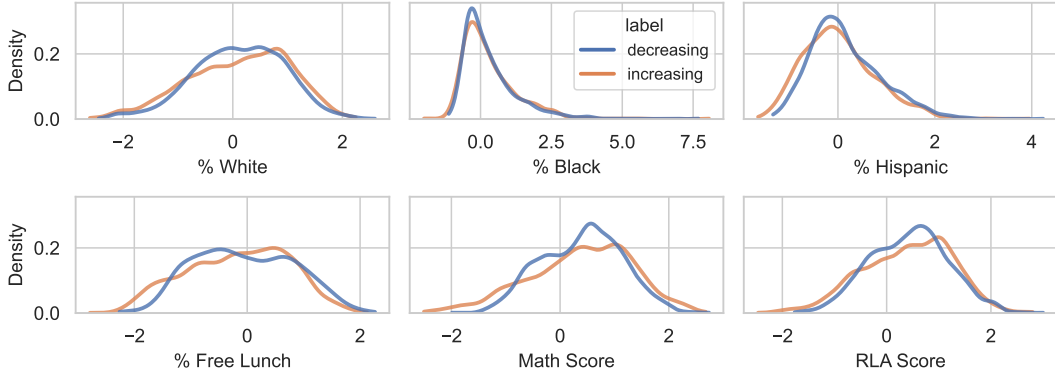 Density
0.2
0.0
−2 0 2
% White
0.0 2.5 5.0 7.5
% Black
label
decreasing
increasing
0 2 4
% Hispanic
Density
0.2
0.0
−2 0 2
% Free Lunch
−2 0 2
Math Score
−2 0 2
RLA Score